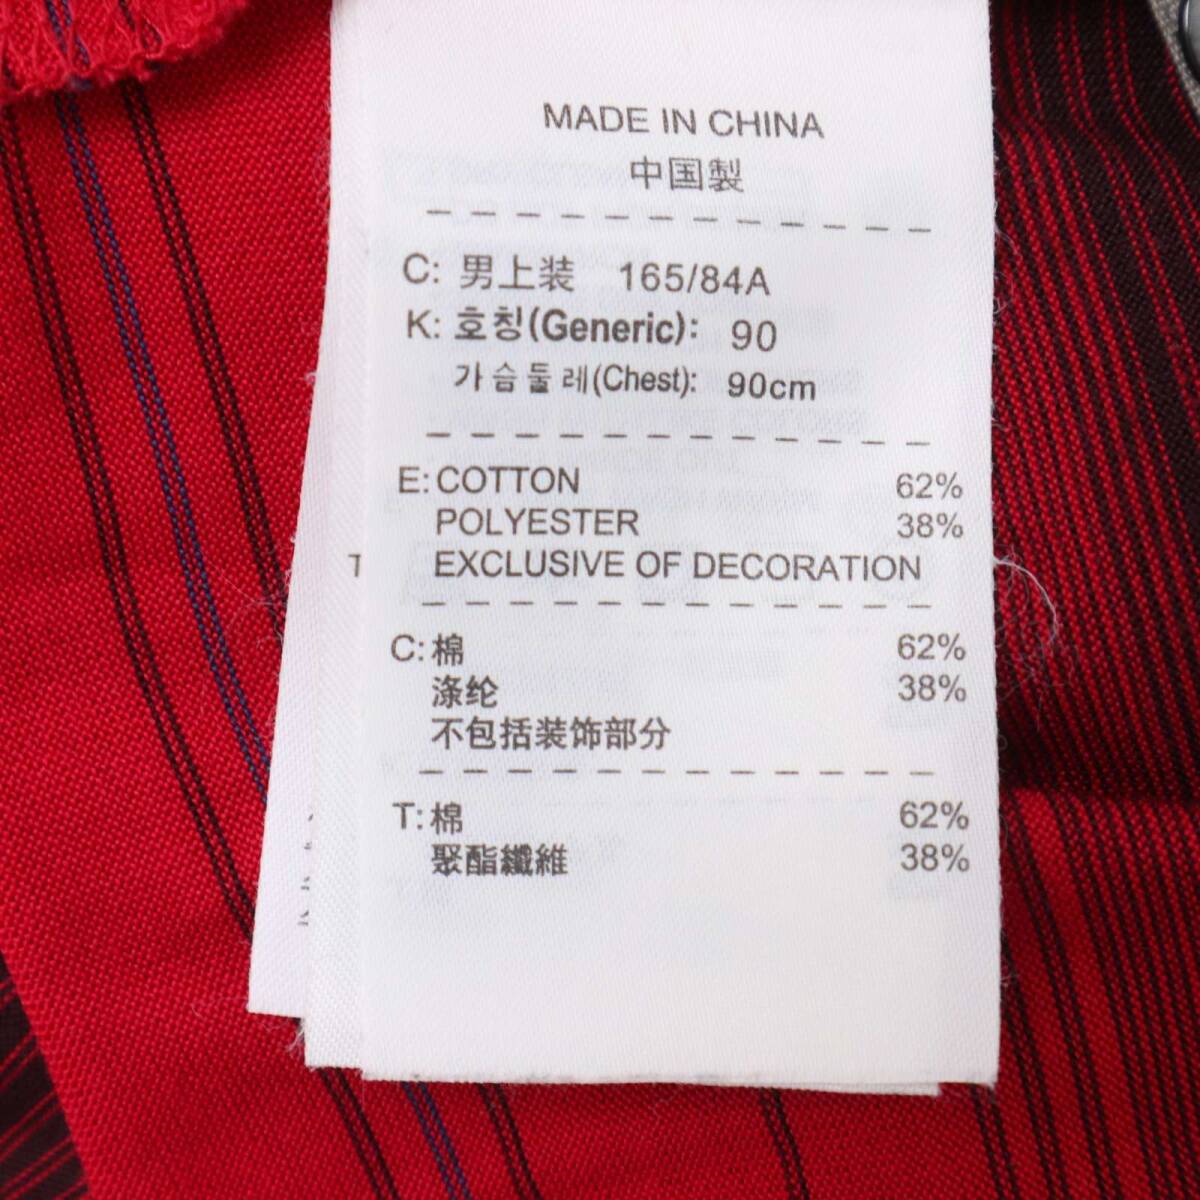 MADE IN CHINA
中国製
C: 男上装 165/84A
K: 호칭(Generic): 90
가슴둘레(Chest): 90cm
E: COTTON 62%
POLYESTER 38%
EXCLUSIVE OF DECORATION
C: 棉 62%
涤纶 38%
不包括装饰部分
T: 棉 62%
聚酯纖維 38%